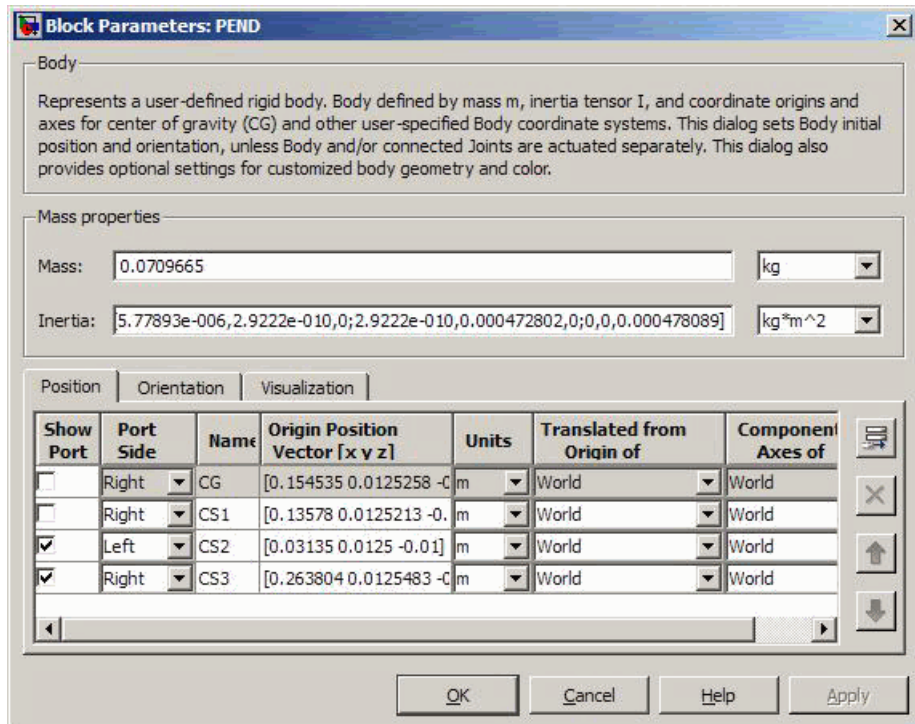 Block Parameters: PEND
Body
Represents a user-defined rigid body. Body defined by mass m, inertia tensor I, and coordinate origins and
axes for center of gravity (CG) and other user-specified Body coordinate systems. This dialog sets Body initial
position and orientation, unless Body and/or connected Joints are actuated separately. This dialog also
provides optional settings for customized body geometry and color.
Mass properties
Mass: 0.0709665 kg
Inertia: [5.77893e-006,2.9222e-010,0;2.9222e-010,0.000472802,0;0,0,0.000478089] kg*m^2
Position Orientation Visualization
Show Port Name Origin Position Units Translated from Component
Port Side Vector [x y z] Origin of Axes of
Right CG [0.154535 0.0125258 -0 m World World
Right CS1 [0.13578 0.0125213 -0. m World World
Left CS2 [0.03135 0.0125 -0.01] m World World
Right CS3 [0.263804 0.0125483 -0 m World World
OK Cancel Help Apply